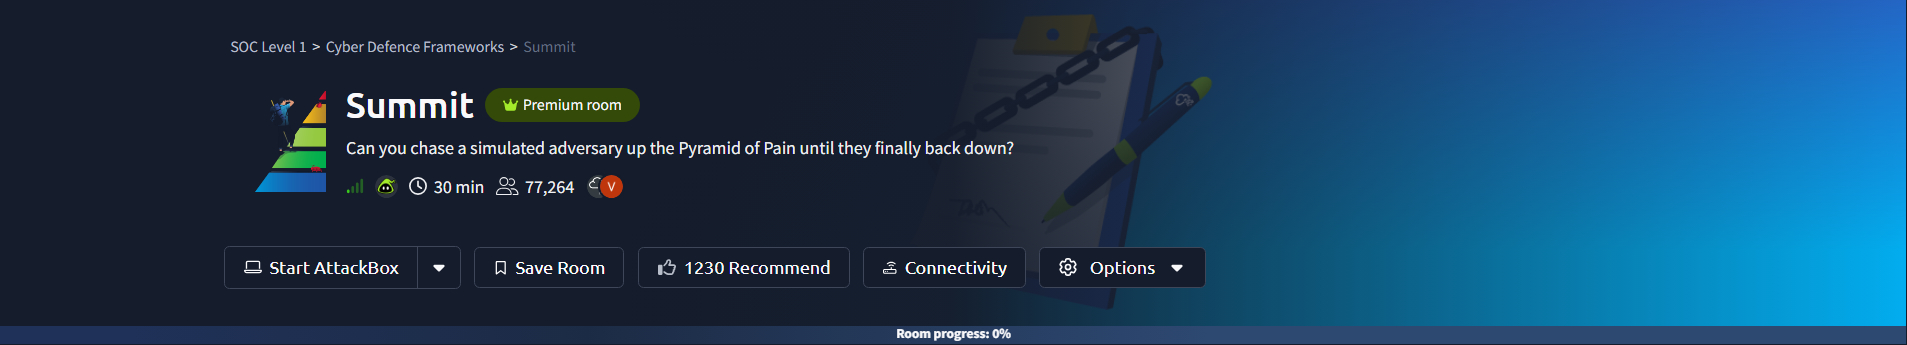 SOC Level 1 > Cyber Defence Frameworks > Summit
Summit Premium room
Can you chase a simulated adversary up the Pyramid of Pain until they finally back down?
30 min 77,264 V
Start AttackBox Save Room 1230 Recommend Connectivity Options
Room progress: 0%